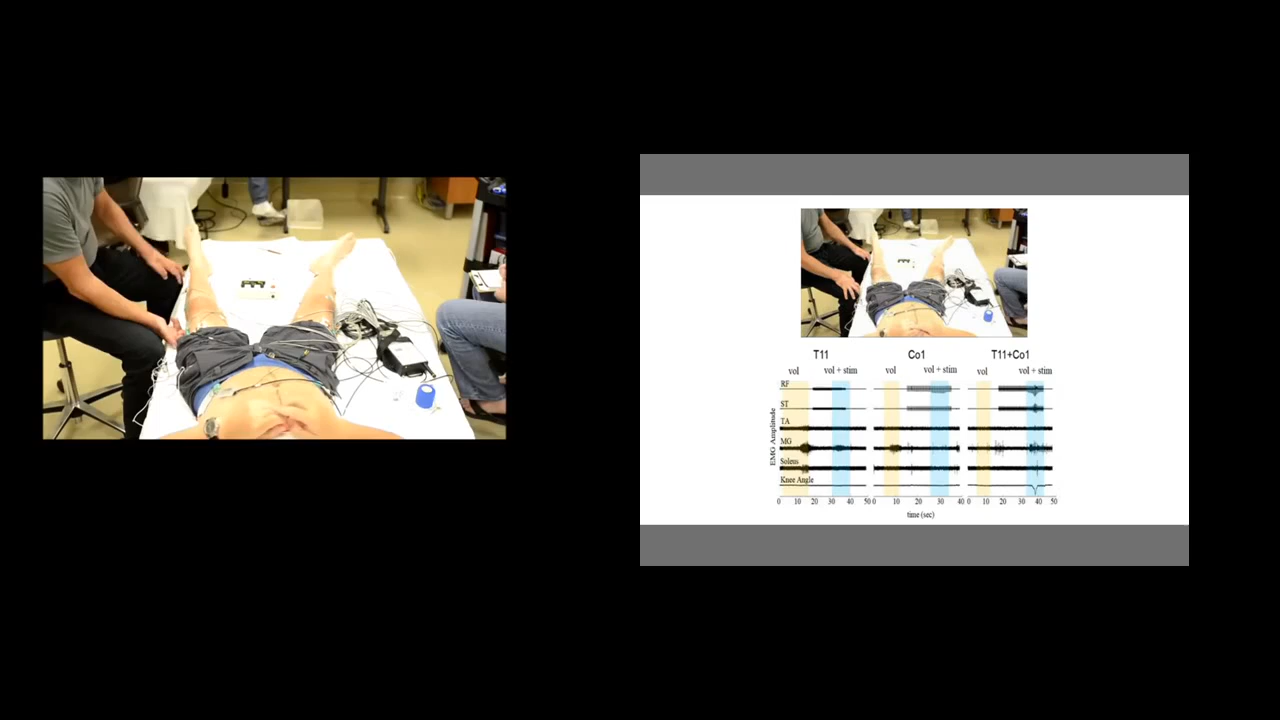 T11 Co1 T11+Co1
vol vol + stim vol vol + stim vol vol + stim
RF
ST
TA
MG
Soleus
Knee Angle
EMG Amplitude
0 10 20 30 40 50 0 10 20 30 40 0 10 20 30 40 50
time (sec)